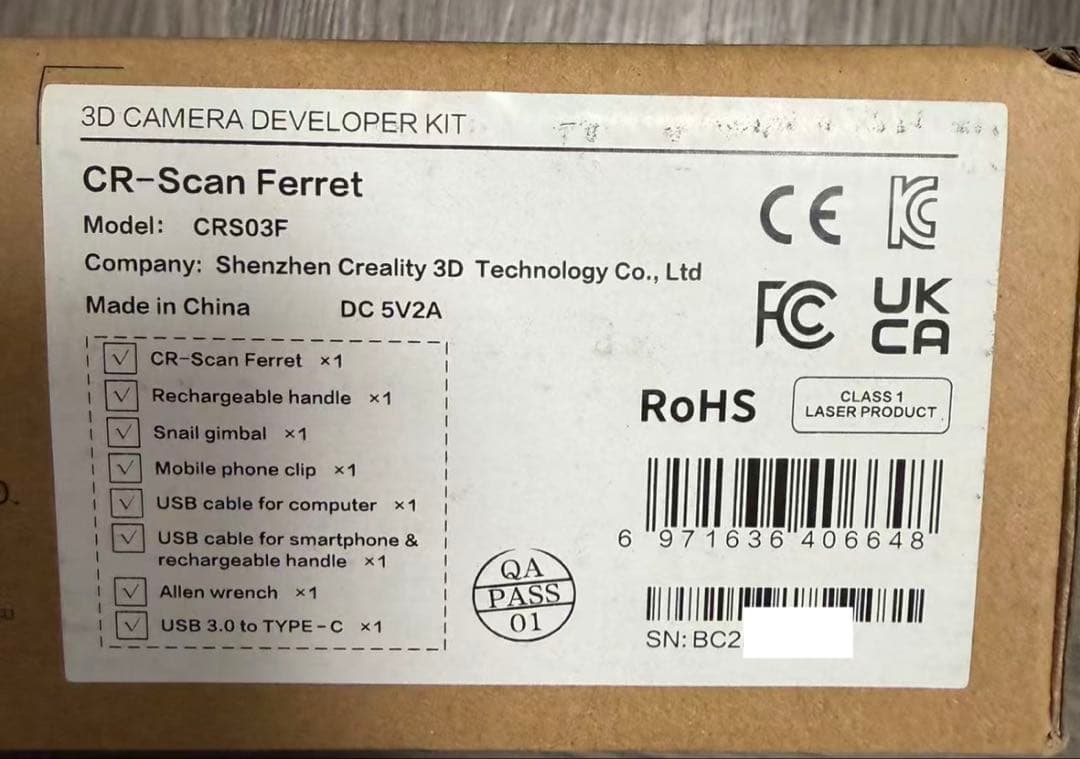 3D CAMERA DEVELOPER KIT
CR-Scan Ferret
Model: CRS03F
Company: Shenzhen Creality 3D Technology Co., Ltd
Made in China DC 5V2A
CR-Scan Ferret ×1
Rechargeable handle ×1
Snail gimbal ×1
Mobile phone clip ×1
USB cable for computer ×1
USB cable for smartphone &
rechargeable handle ×1
Allen wrench ×1
USB 3.0 to TYPE-C ×1
QA
PASS
01
CE
FC
UK
CA
RoHS
CLASS 1
LASER PRODUCT
6 971636 406648
SN: BC2